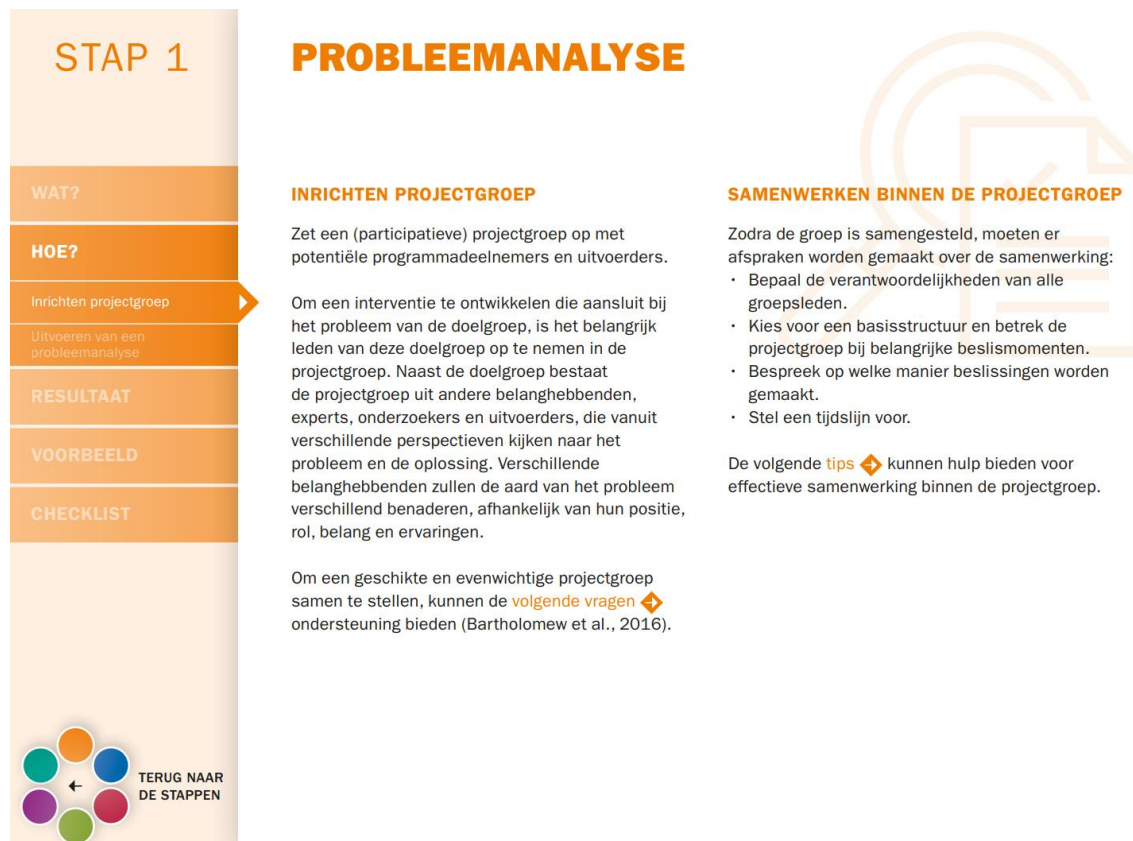 STAP 1
WAT?
HOE?
Inrichten projectgroep
Uitvoeren van een
probleemanalyse
RESULTAAT
VOORBEELD
CHECKLIST
TERUG NAAR
DE STAPPEN
PROBLEEMANALYSE
INRICHTEN PROJECTGROEP
Zet een (participatieve) projectgroep op met
potentiële programmadeelnemers en uitvoerders.
Om een interventie te ontwikkelen die aansluit bij
het probleem van de doelgroep, is het belangrijk
leden van deze doelgroep op te nemen in de
projectgroep. Naast de doelgroep bestaat
de projectgroep uit andere belanghebbenden,
experts, onderzoekers en uitvoerders, die vanuit
verschillende perspectieven kijken naar het
probleem en de oplossing. Verschillende
belanghebbenden zullen de aard van het probleem
verschillend benaderen, afhankelijk van hun positie,
rol, belang en ervaringen.
Om een geschikte en evenwichtige projectgroep
samen te stellen, kunnen de volgende vragen
ondersteuning bieden (Bartholomew et al., 2016).
SAMENWERKEN BINNEN DE PROJECTGROEP
Zodra de groep is samengesteld, moeten er
afspraken worden gemaakt over de samenwerking:
· Bepaal de verantwoordelijkheden van alle
groepsleden.
· Kies voor een basisstructuur en betrek de
projectgroep bij belangrijke beslismomenten.
· Bespreek op welke manier beslissingen worden
gemaakt.
· Stel een tijdslijn voor.
De volgende tips kunnen hulp bieden voor
effectieve samenwerking binnen de projectgroep.